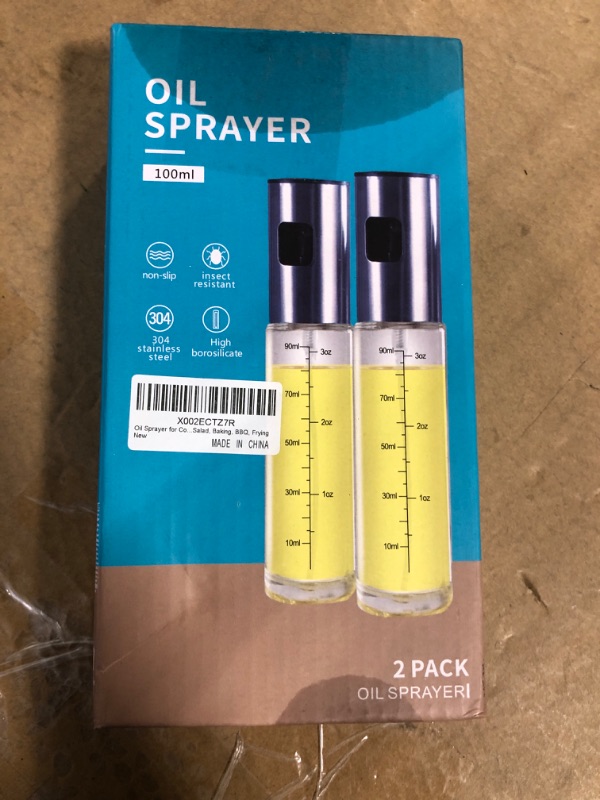 OIL
SPRAYER
100ml
non-slip
insect
resistant
304
304
stainless
steel
High
borosilicate
X002ECTZ7R
Oil Sprayer for Co...Salad, Baking, BBQ, Frying
New
MADE IN CHINA
90ml
3oz
70ml
2oz
50ml
30ml
1oz
10ml
90ml
3oz
70ml
2oz
50ml
30ml
1oz
10ml
2 PACK
OIL SPRAYER